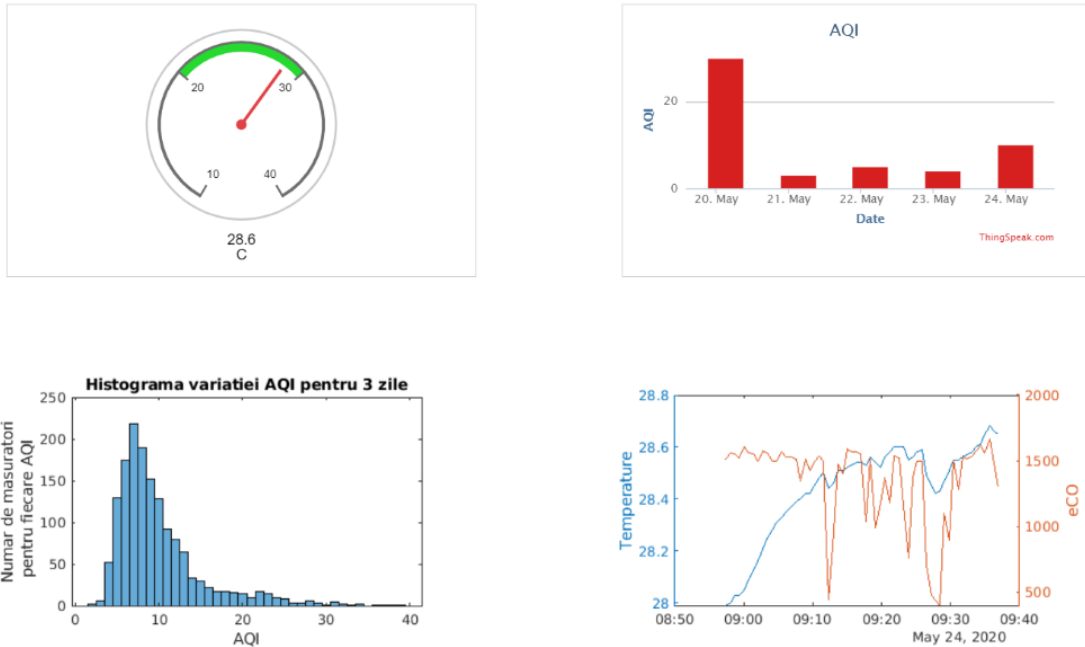 20
30
10
40
28.6
C
AQI
AQI
20
0
20. May
21. May
22. May
23. May
24. May
Date
ThingSpeak.com
Histograma variatiei AQI pentru 3 zile
Numar de masuratori
pentru fiecare AQI
250
200
150
100
50
0
0
10
20
30
40
AQI
Temperature
28.8
28.6
28.4
28.2
28
2000
1500
1000
500
eCO
08:50
09:00
09:10
09:20
09:30
09:40
May 24, 2020